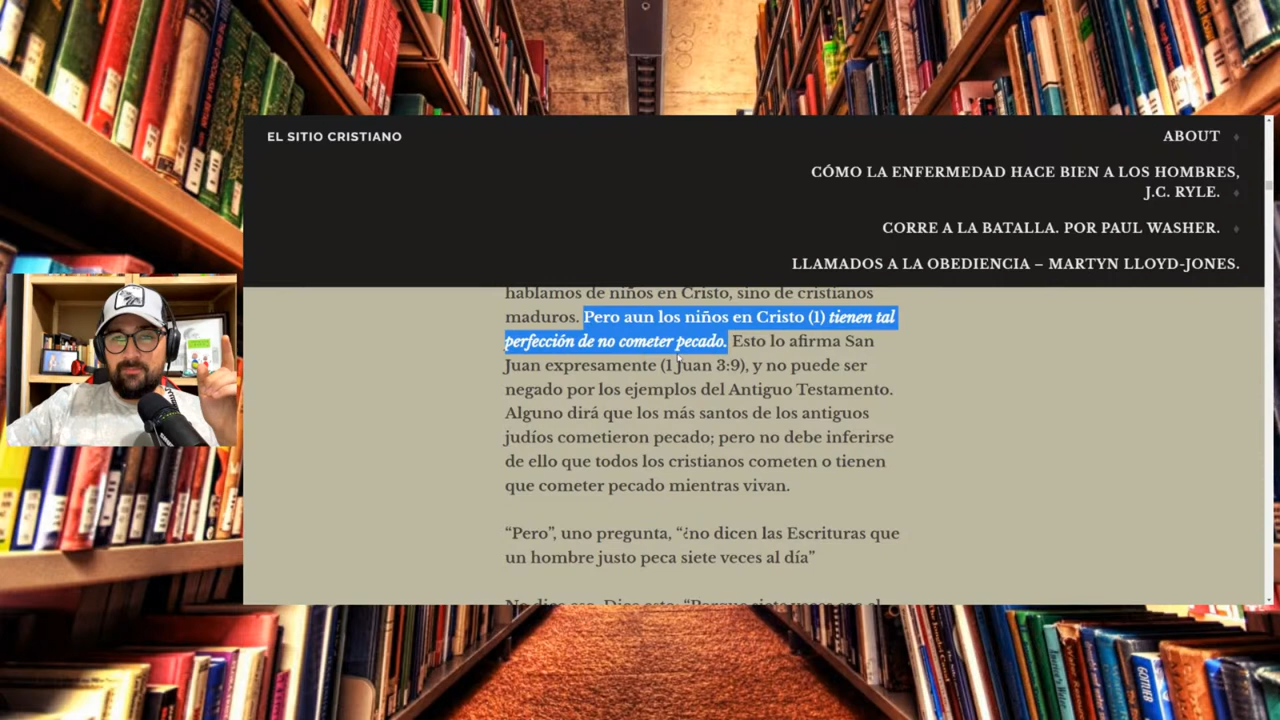 EL SITIO CRISTIANO
ABOUT
CÓMO LA ENFERMEDAD HACE BIEN A LOS HOMBRES,
J.C. RYLE.
CORRE A LA BATALLA. POR PAUL WASHER.
LLAMADOS A LA OBEDIENCIA – MARTYN LLOYD-JONES.
hablamos de niños en Cristo, sino de cristianos
maduros. Pero aun los niños en Cristo (1) tienen tal
perfección de no cometer pecado. Esto lo afirma San
Juan expresamente (1 Juan 3:9), y no puede ser
negado por los ejemplos del Antiguo Testamento.
Alguno dirá que los más santos de los antiguos
judíos cometieron pecado; pero no debe inferirse
de ello que todos los cristianos cometen o tienen
que cometer pecado mientras vivan.
“Pero”, uno pregunta, “¿no dicen las Escrituras que
un hombre justo peca siete veces al día”
GOTTLIEB